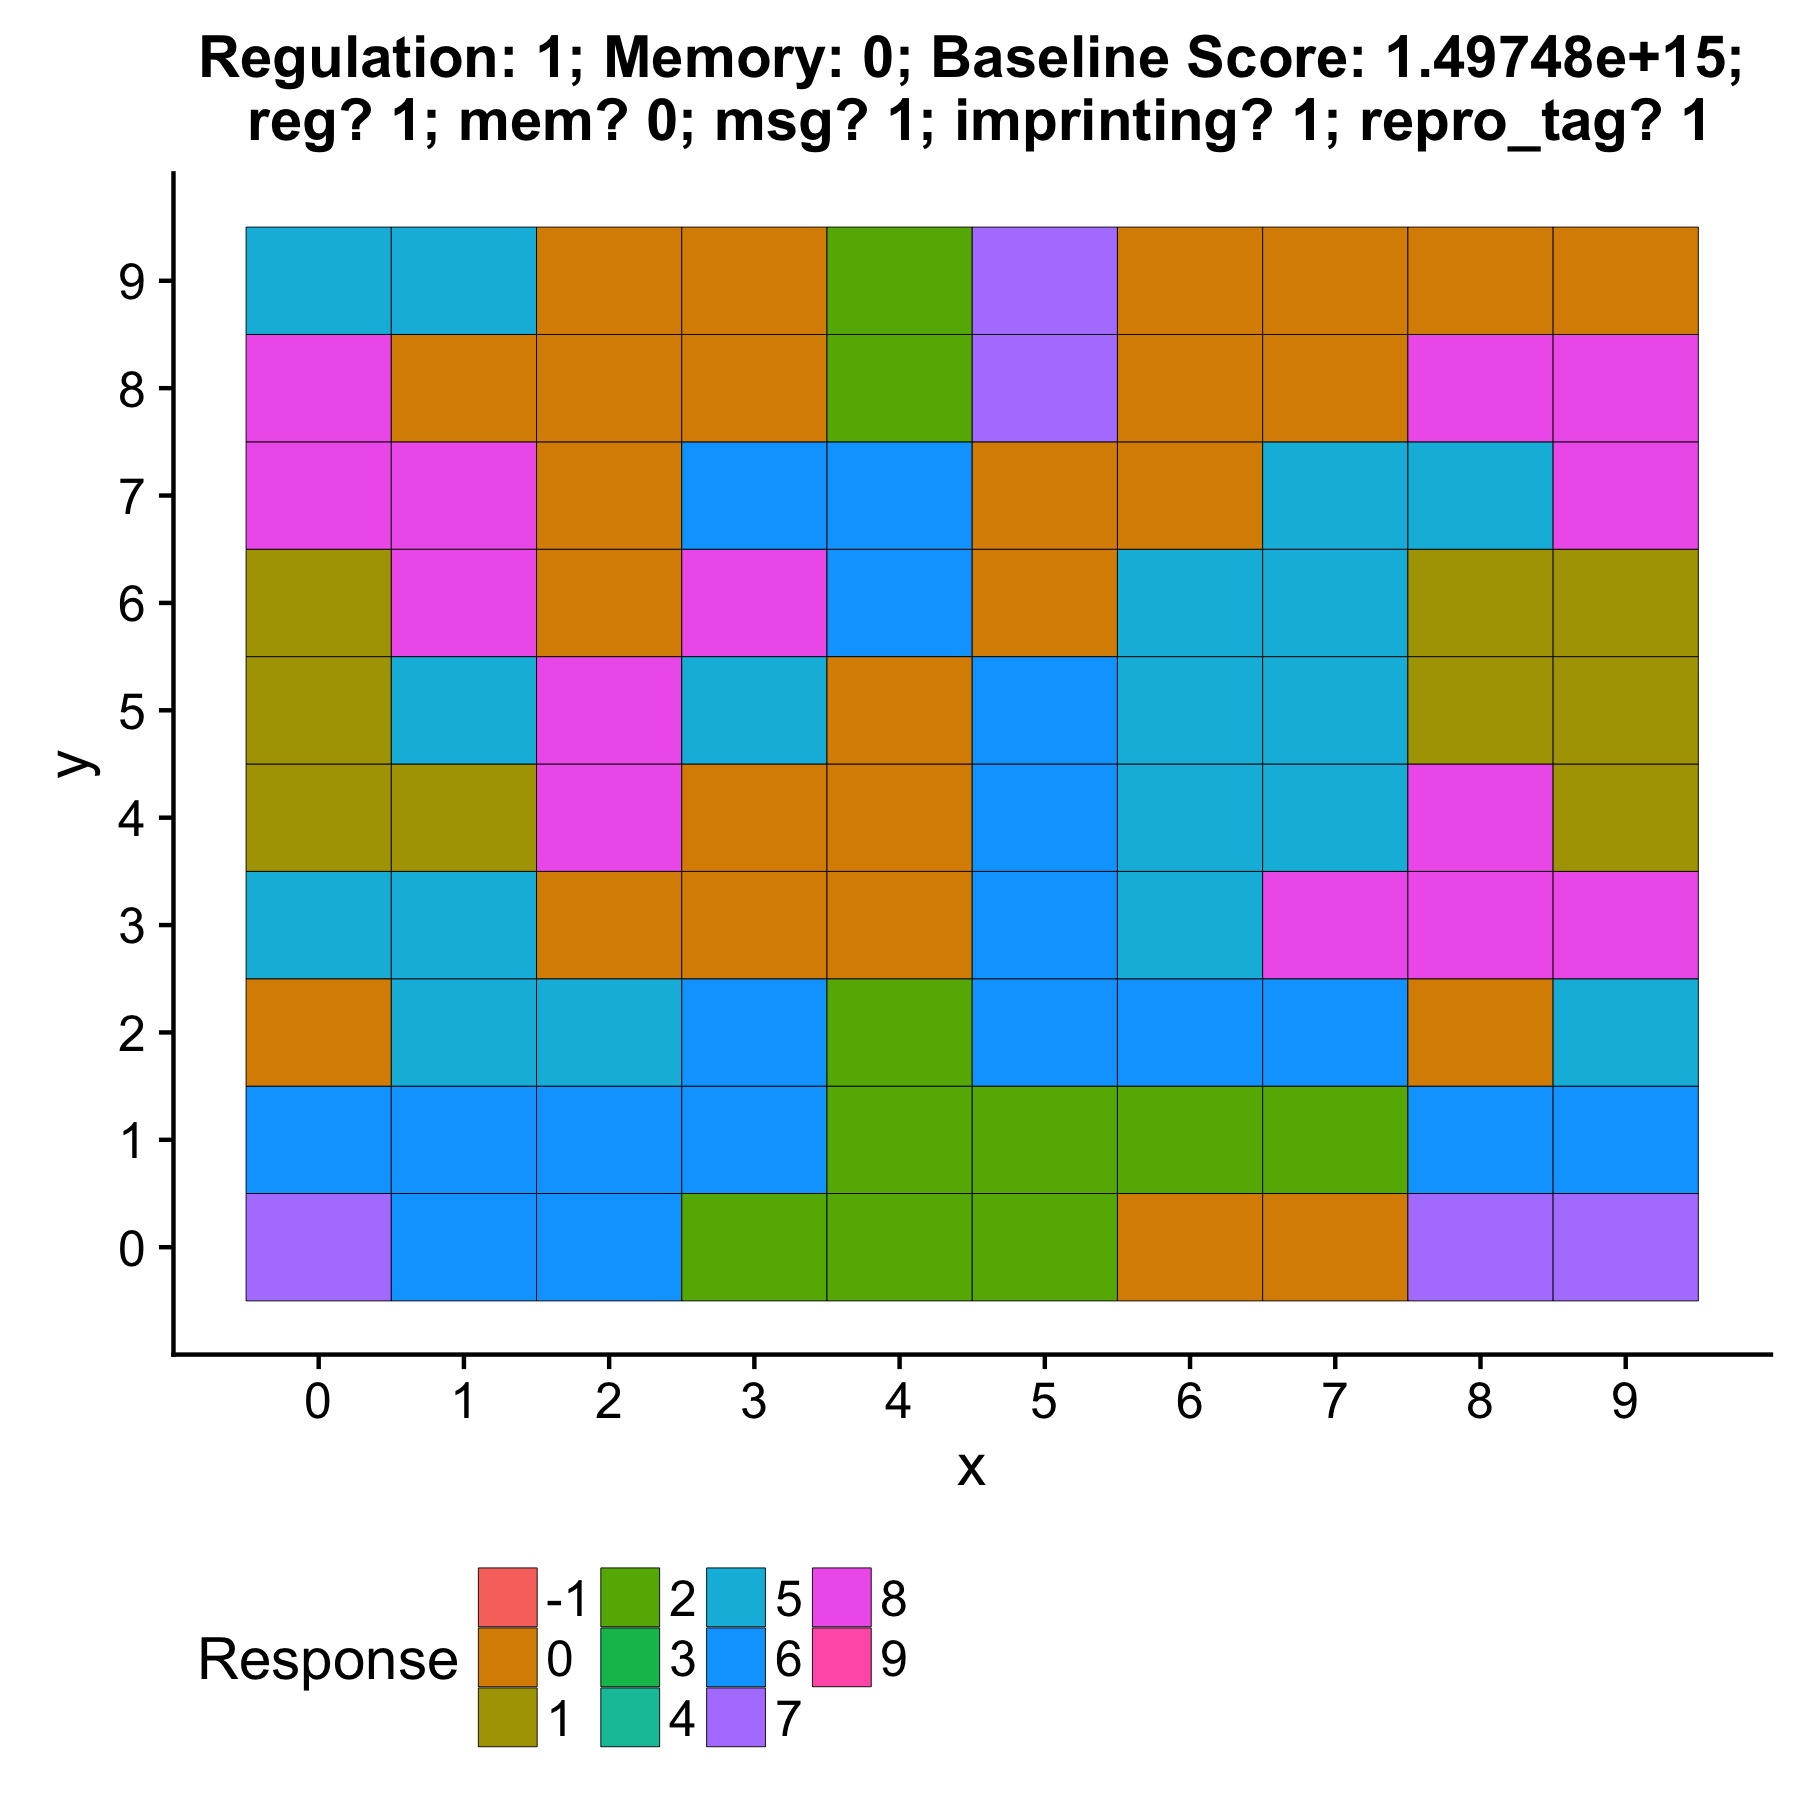 Regulation: 1; Memory: 0; Baseline Score: 1.49748e+15;
reg? 1; mem? 0; msg? 1; imprinting? 1; repro_tag? 1
9
8
7
6
5
4
3
2
1
0
y
0 1 2 3 4 5 6 7 8 9
x
Response
-1 2 5 8
0 3 6 9
1 4 7